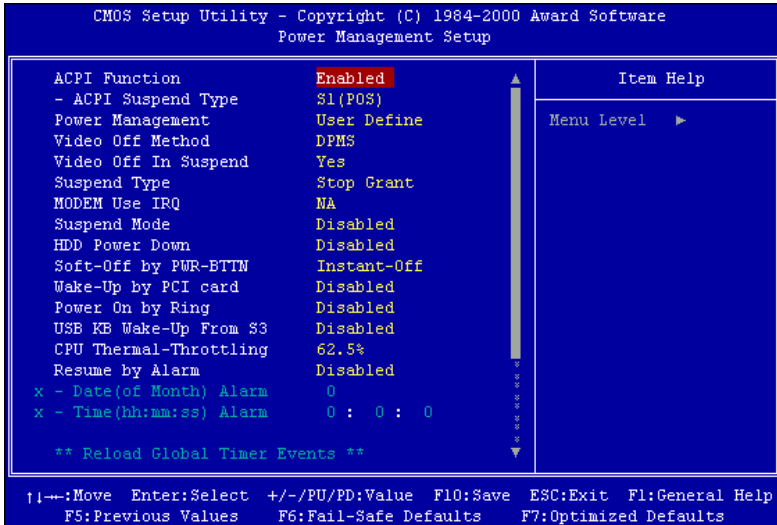 CMOS Setup Utility - Copyright (C) 1984-2000 Award Software
Power Management Setup
ACPI Function Enabled
- ACPI Suspend Type S1(POS)
Power Management User Define
Video Off Method DPMS
Video Off In Suspend Yes
Suspend Type Stop Grant
MODEM Use IRQ NA
Suspend Mode Disabled
HDD Power Down Disabled
Soft-Off by PWR-BTTN Instant-Off
Wake-Up by PCI card Disabled
Power On by Ring Disabled
USB KB Wake-Up From S3 Disabled
CPU Thermal-Throttling 62.5%
Resume by Alarm Disabled
x - Date(of Month) Alarm 0
x - Time(hh:mm:ss) Alarm 0 : 0 : 0
** Reload Global Timer Events **
Item Help
Menu Level ►
↑↓→←:Move Enter:Select +/-/PU/PD:Value F10:Save ESC:Exit F1:General Help
F5:Previous Values F6:Fail-Safe Defaults F7:Optimized Defaults